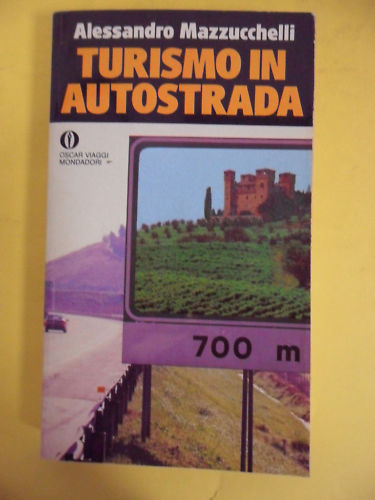 Alessandro Mazzucchelli
TURISMO IN
AUTOSTRADA
OSCAR VIAGGI
MONDADORI
700 m